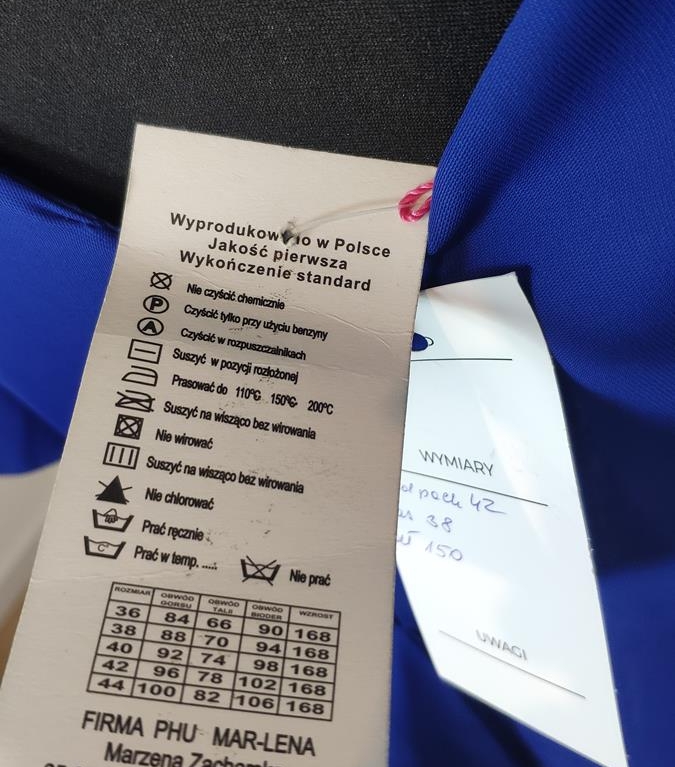 Wyprodukowano w Polsce
Jakość pierwsza
Wykończenie standard
Nie czyścić chemicznie
P Czyścić tylko przy użyciu benzyny
A Czyścić w rozpuszczalnikach
Suszyć w pozycji rozłożonej
Prasować do 110°C 150°C 200°C
Suszyć na wisząco bez wirowania
Nie wirować
Suszyć na wisząco bez wirowania
Nie chlorować
Prać ręcznie
C° Prać w temp. ..... Nie prać
ROZMIAR OBWÓD GORSU OBWÓD TALII OBWÓD BIODER WZROST
36 84 66 90 168
38 88 70 94 168
40 92 74 98 168
42 96 78 102 168
44 100 82 106 168
FIRMA PHU MAR-LENA
Marzena
WYMIARY
42
38
150
UWAGI